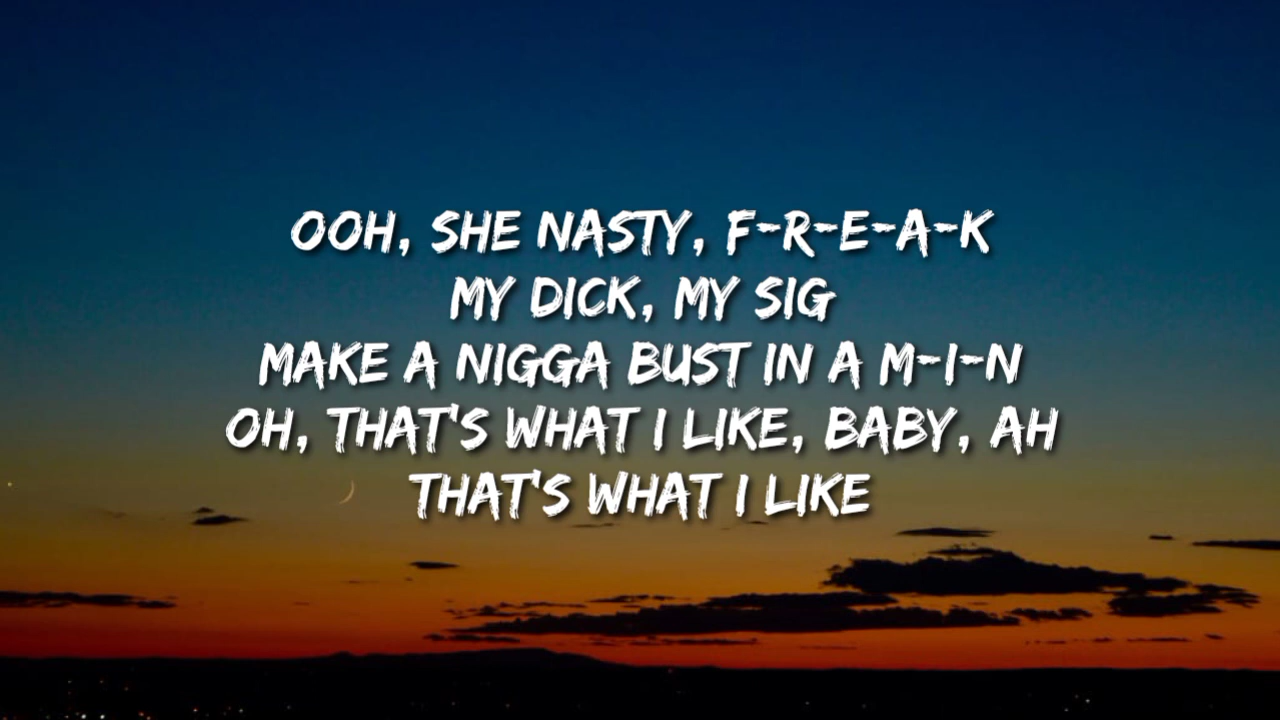 OOH, SHE NASTY, F-R-E-A-K
MY DICK, MY SIG
MAKE A NIGGA BUST IN A M-I-N
OH, THAT'S WHAT I LIKE, BABY, AH
THAT'S WHAT I LIKE